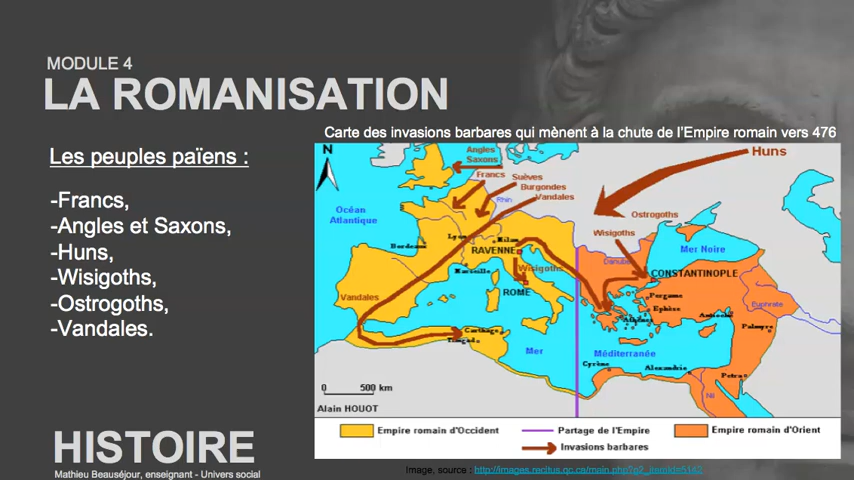 MODULE 4
LA ROMANISATION
Carte des invasions barbares qui mènent à la chute de l'Empire romain vers 476
Les peuples païens :
-Francs,
-Angles et Saxons,
-Huns,
-Wisigoths,
-Ostrogoths,
-Vandales.
N
Angles
Saxons
Huns
Francs
Suèves
Burgondes
Vandales
Rhin
Océan
Atlantique
Ostrogoths
Wisigoths
Mer Noire
Bordeaux
Lyon
Milan
RAVENNE
Danube
Marseille
Wisigoths
CONSTANTINOPLE
ROME
Vandales
Pergame
Ephèse
Athènes
Antioche
Euphrate
Palmyre
Carthage
Timgad
Mer
Méditerranée
Cyrène
Alexandrie
Petra
Nil
0 500 km
Alain HOUOT
Empire romain d'Occident
Partage de l'Empire
Empire romain d'Orient
Invasions barbares
HISTOIRE
Mathieu Beauséjour, enseignant - Univers social
Image, source :